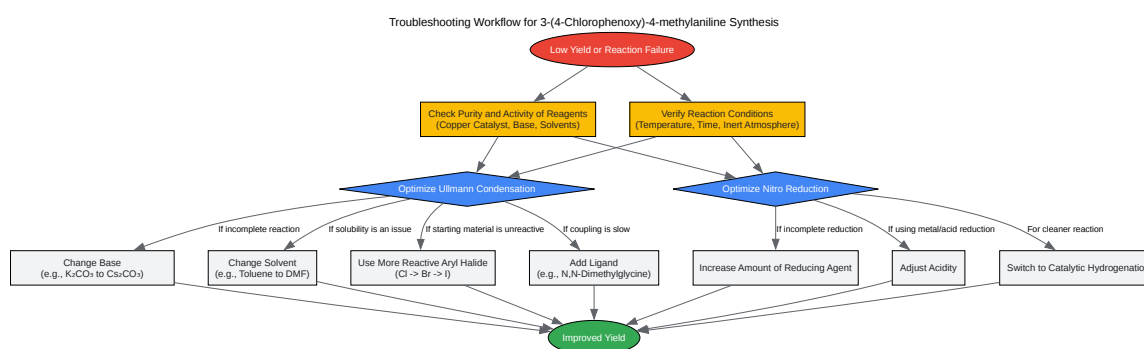 Troubleshooting Workflow for 3-(4-Chlorophenoxy)-4-methylaniline Synthesis
Low Yield or Reaction Failure
Check Purity and Activity of Reagents
(Copper Catalyst, Base, Solvents)
Verify Reaction Conditions
(Temperature, Time, Inert Atmosphere)
Optimize Ullmann Condensation
Optimize Nitro Reduction
If incomplete reaction
If solubility is an issue
If starting material is unreactive
If coupling is slow
If incomplete reduction
If using metal/acid reduction
For cleaner reaction
Change Base
(e.g., K₂CO₃ to Cs₂CO₃)
Change Solvent
(e.g., Toluene to DMF)
Use More Reactive Aryl Halide
(Cl -> Br -> I)
Add Ligand
(e.g., N,N-Dimethylglycine)
Increase Amount of Reducing Agent
Adjust Acidity
Switch to Catalytic Hydrogenatio
Improved Yield